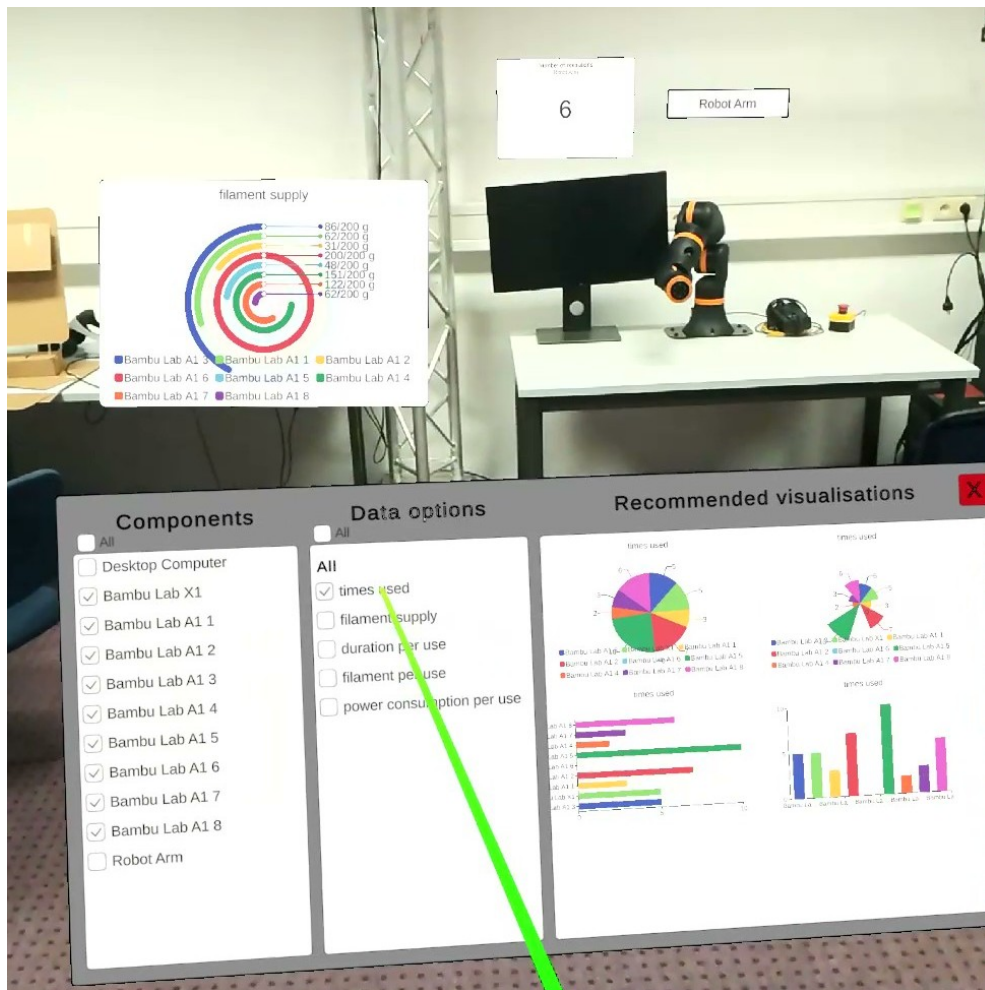 Robot Arm
6
filament supply
86/200 g
62/200 g
31/200 g
200/200 g
48/200 g
151/200 g
122/200 g
62/200 g
Bambu Lab A1 3 Bambu Lab A1 1 Bambu Lab A1 2
Bambu Lab A1 6 Bambu Lab A1 5 Bambu Lab A1 4
Bambu Lab A1 7 Bambu Lab A1 8
Components
All
Desktop Computer
Bambu Lab X1
Bambu Lab A1 1
Bambu Lab A1 2
Bambu Lab A1 3
Bambu Lab A1 4
Bambu Lab A1 5
Bambu Lab A1 6
Bambu Lab A1 7
Bambu Lab A1 8
Robot Arm
Data options
All
All
times used
filament supply
duration per use
filament per use
power consumption per use
Recommended visualisations
X
times used
times used
times used
times used